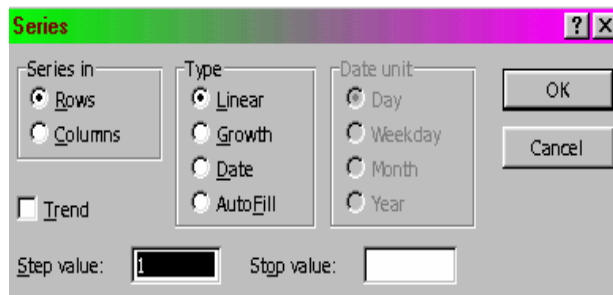 Series
Series in
Rows
Columns
Trend
Type
Linear
Growth
Date
AutoFill
Date unit
Day
Weekday
Month
Year
OK
Cancel
Step value: 1
Stop value: